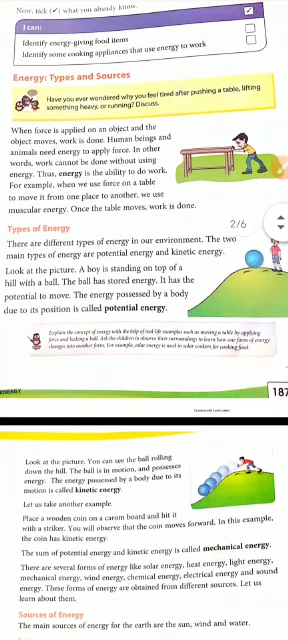 Now, tick (✓) what you already know.
I can:
Identify energy-giving food items
Identify some cooking appliances that use energy to work
Energy: Types and Sources
Have you ever wondered why you feel tired after pushing a table, lifting
something heavy, or running? Discuss.
When force is applied on an object and the
object moves, work is done. Human beings and
animals need energy to apply force. In other
words, work cannot be done without using
energy. Thus, energy is the ability to do work.
For example, when we use force on a table
to move it from one place to another, we use
muscular energy. Once the table moves, work is done.
2/6
Types of Energy
There are different types of energy in our environment. The two
main types of energy are potential energy and kinetic energy.
Look at the picture. A boy is standing on top of a
hill with a ball. The ball has stored energy. It has the
potential to move. The energy possessed by a body
due to its position is called potential energy.
Explain the concept of energy with the help of real life examples such as moving a table by applying
force and kicking a ball. Ask the children to observe their surroundings to learn how one form of energy
changes into another form. For example, solar energy is used in solar cookers for cooking food.
ENERGY
187
Look at the picture. You can see the ball rolling
down the hill. The ball is in motion, and possesses
energy. The energy possessed by a body due to its
motion is called kinetic energy.
Let us take another example.
Place a wooden coin on a carom board and hit it
with a striker. You will observe that the coin moves forward. In this example,
the coin has kinetic energy.
The sum of potential energy and kinetic energy is called mechanical energy.
There are several forms of energy like solar energy, heat energy, light energy,
mechanical energy, wind energy, chemical energy, electrical energy and sound
energy. These forms of energy are obtained from different sources. Let us
learn about them.
Sources of Energy
The main sources of energy for the earth are the sun, wind and water.